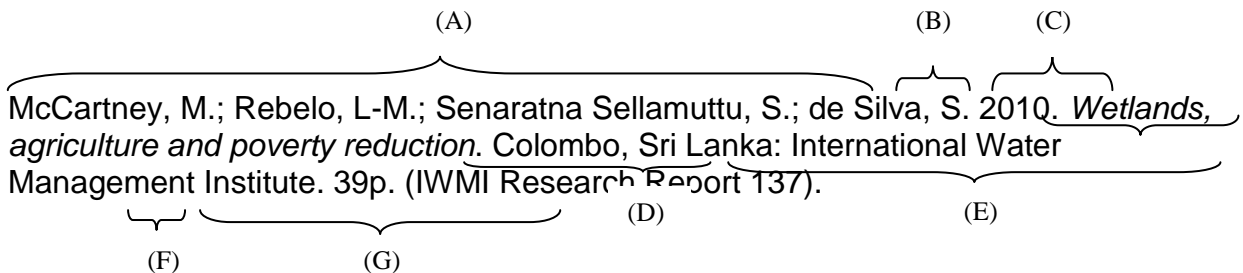 (A) (B) (C)
McCartney, M.; Rebelo, L-M.; Senaratna Sellamuttu, S.; de Silva, S. 2010. Wetlands,
agriculture and poverty reduction. Colombo, Sri Lanka: International Water
Management Institute. 39p. (IWMI Research Report 137).
(D) (E)
(F) (G)